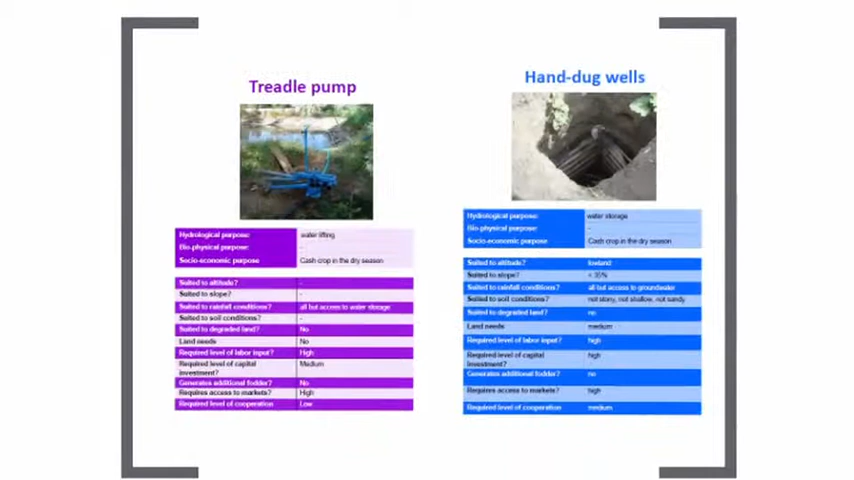 Treadle pump
Hydrological purpose: water lifting
Bio-physical purpose: -
Socio-economic purpose Cash crop in the dry season
Suited to altitude? -
Suited to slope? -
Suited to rainfall conditions? all but access to water storage
Suited to soil conditions? -
Suited to degraded land? No
Land needs No
Required level of labor input? High
Required level of capital Medium
investment?
Generates additional fodder? No
Requires access to markets? High
Required level of cooperation Low
Hand-dug wells
Hydrological purpose: water storage
Bio-physical purpose: -
Socio-economic purpose Cash crop in the dry season
Suited to altitude? lowland
Suited to slope? < 35%
Suited to rainfall conditions? all but access to groundwater
Suited to soil conditions? not stony, not shallow, not sandy
Suited to degraded land? no
Land needs medium
Required level of labor input? high
Required level of capital high
investment?
Generates additional fodder? no
Requires access to markets? high
Required level of cooperation medium